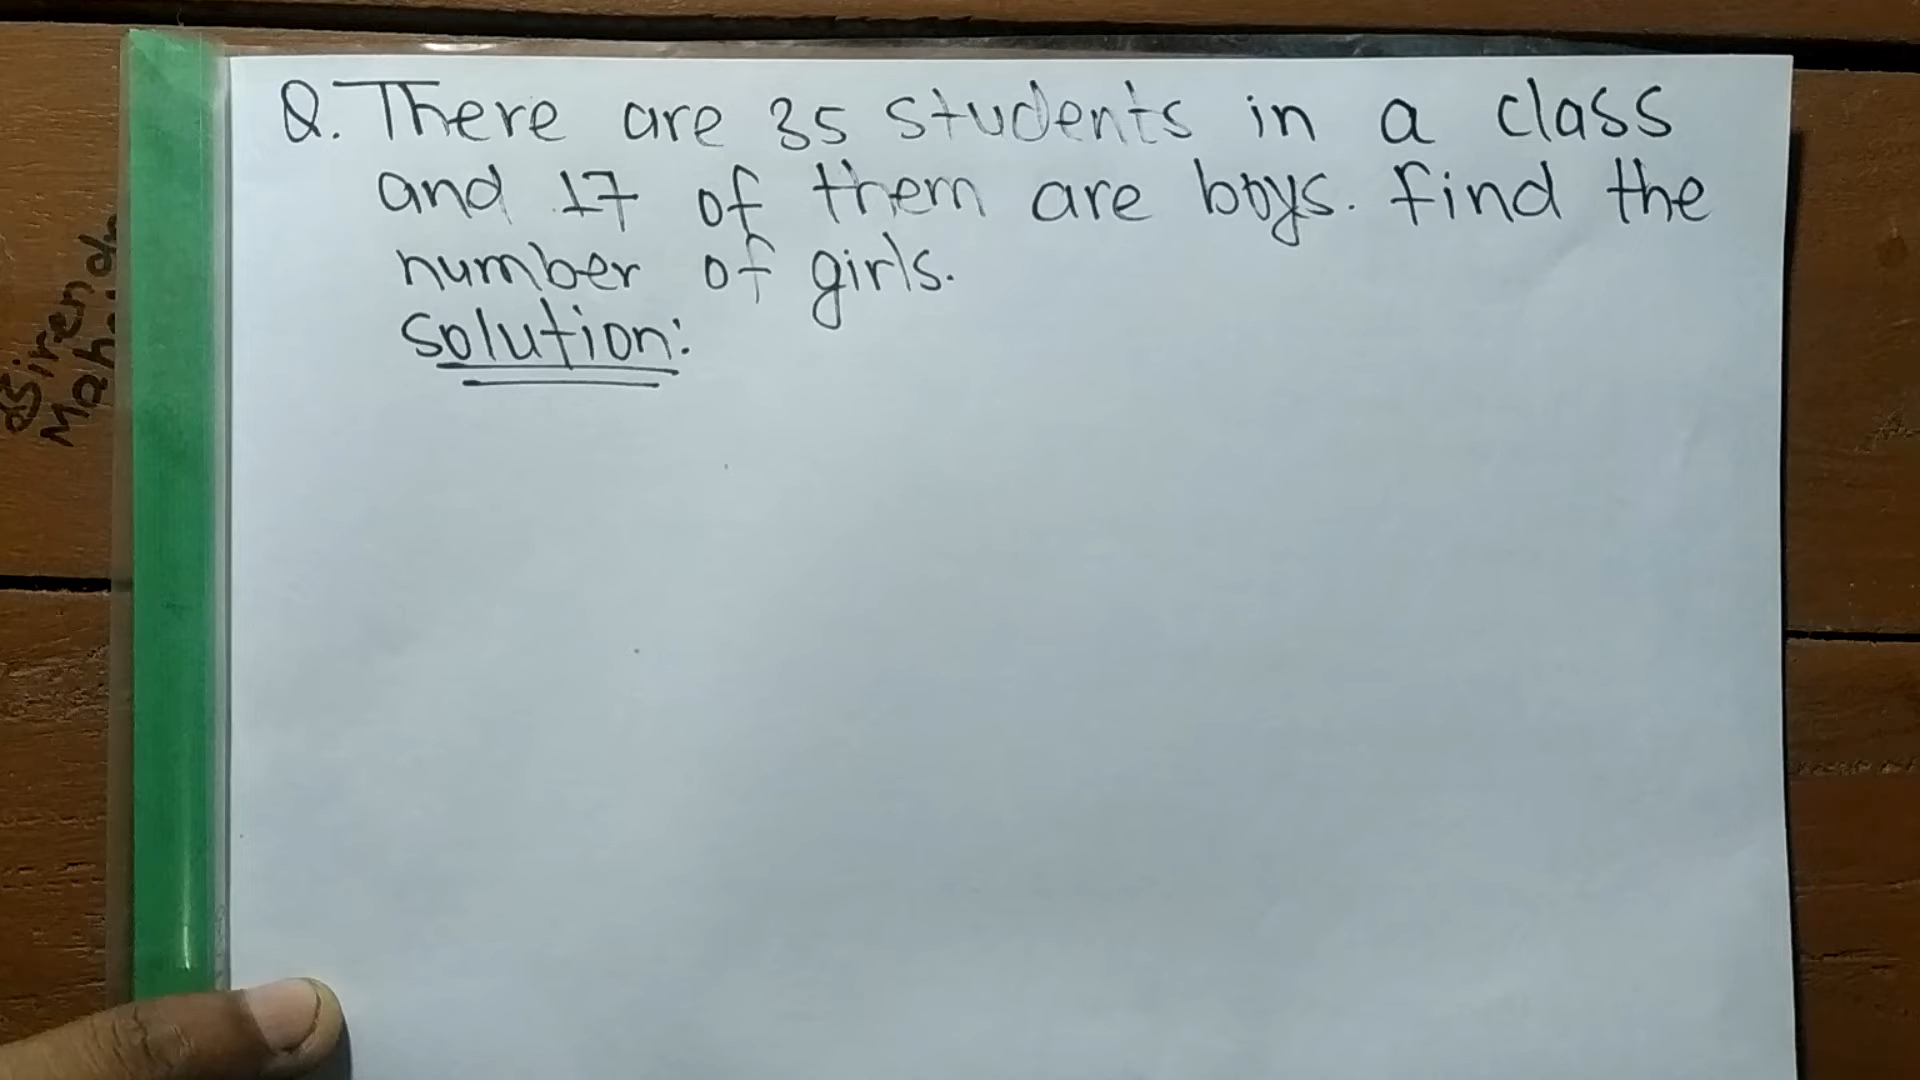 Q. There are 35 students in a class
and 17 of them are boys. Find the
number of girls.
solution: